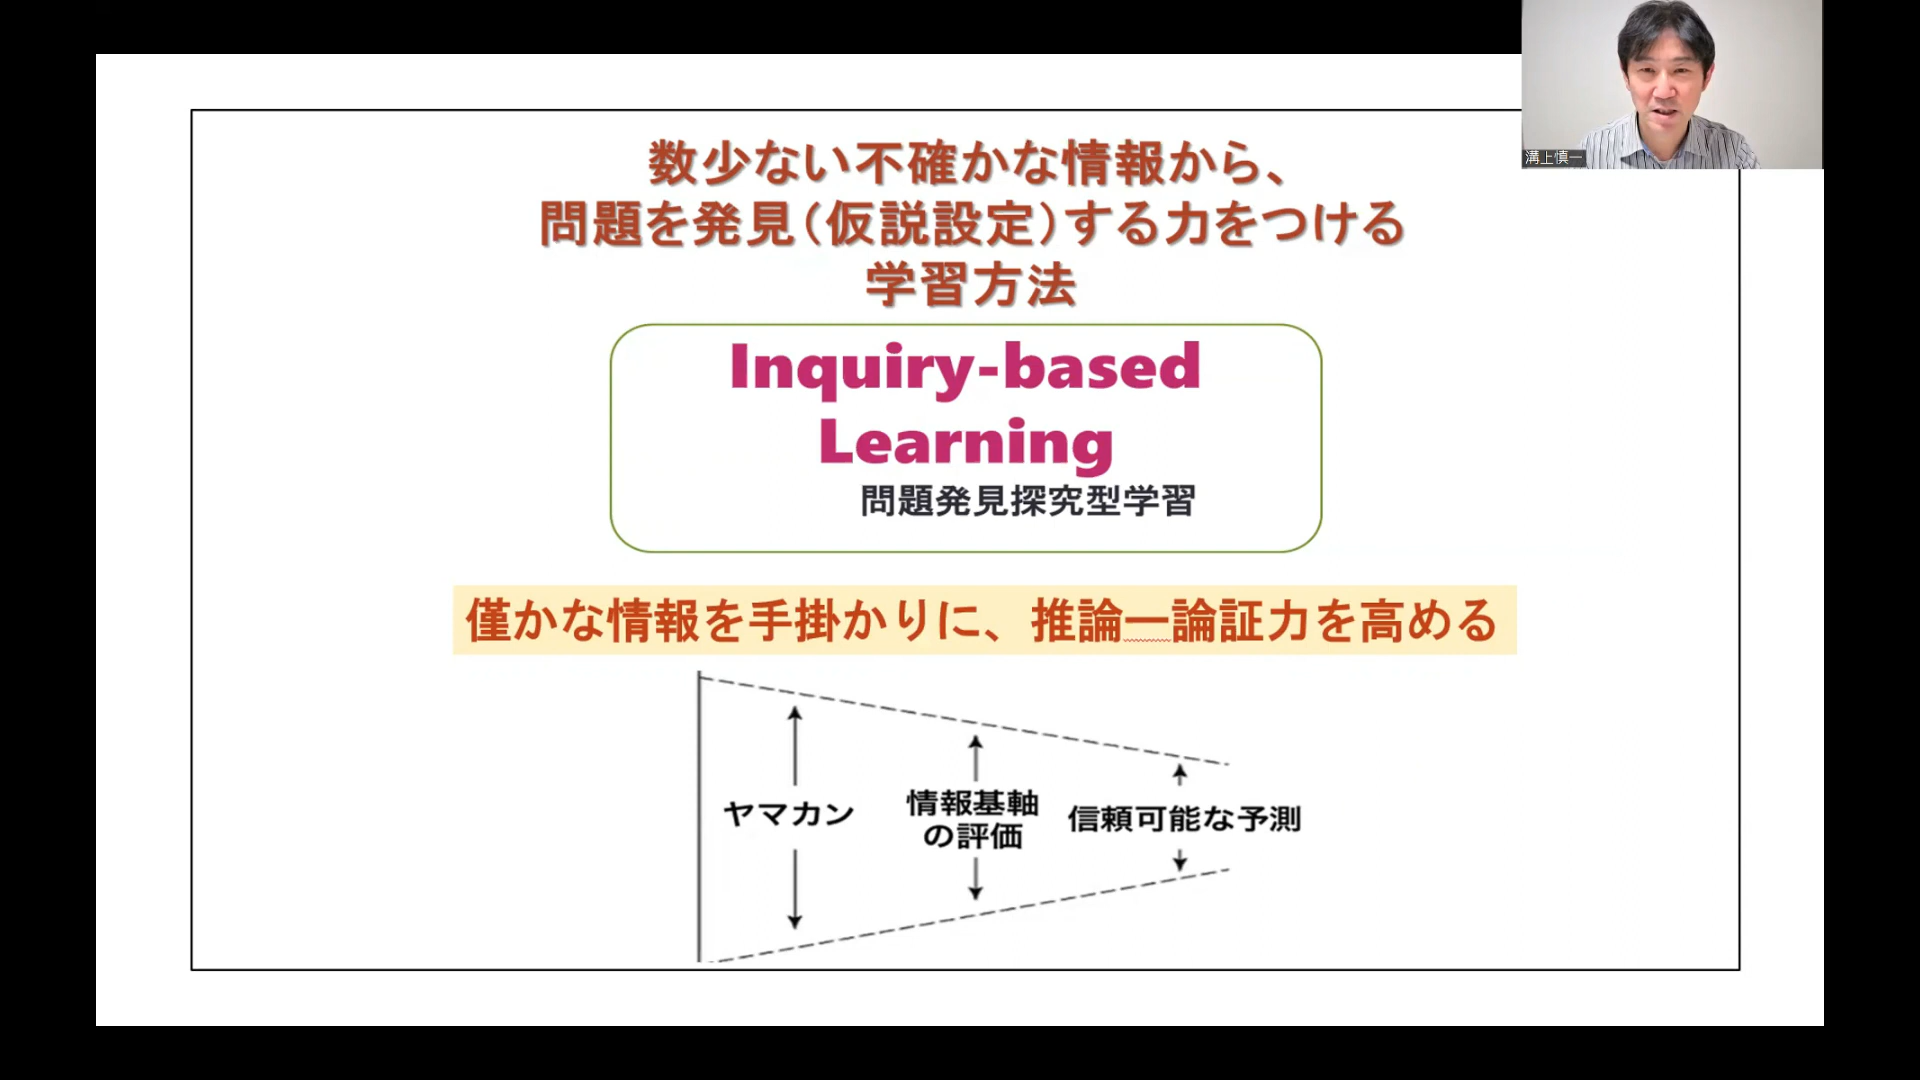 数少ない不確かな情報から、
問題を発見（仮説設定）する力をつける
学習方法
Inquiry-based
Learning
問題発見探究型学習
僅かな情報を手掛かりに、推論―論証力を高める
ヤマカン
情報基軸
の評価
信頼可能な予測
溝上慎一